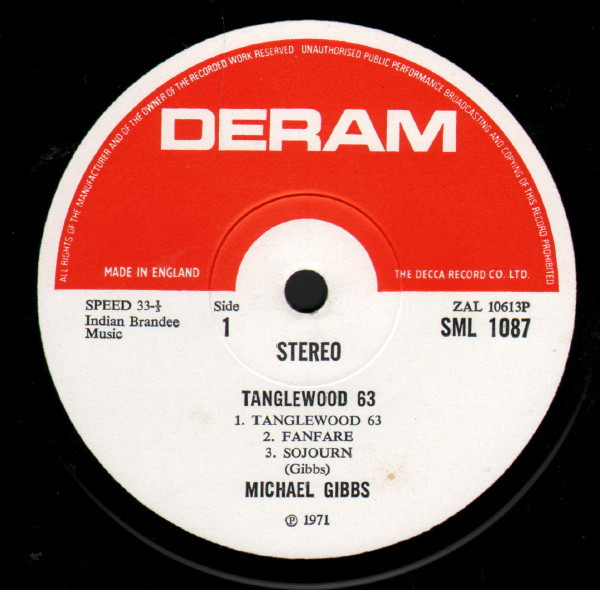 ALL RIGHTS OF THE MANUFACTURER AND OF THE OWNER OF THE RECORDED WORK RESERVED UNAUTHORISED PUBLIC PERFORMANCE BROADCASTING AND COPYING OF THIS RECORD PROHIBITED
DERAM
MADE IN ENGLAND
THE DECCA RECORD CO. LTD.
SPEED 33-⅓
Indian Brandee
Music
Side
1
STEREO
ZAL 10613P
SML 1087
TANGLEWOOD 63
1. TANGLEWOOD 63
2. FANFARE
3. SOJOURN
(Gibbs)
MICHAEL GIBBS
℗ 1971